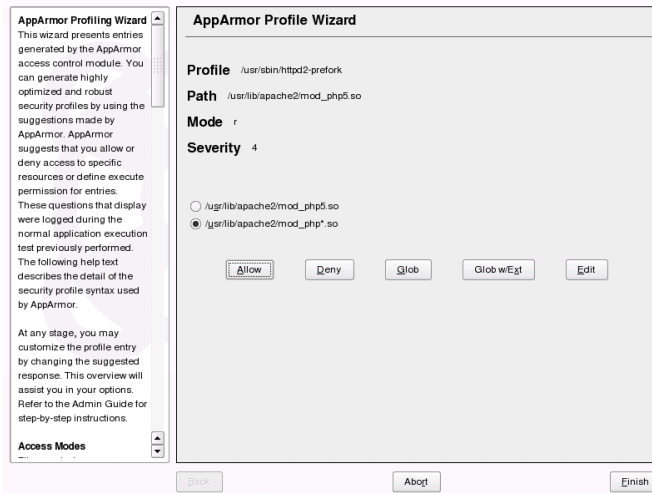 AppArmor Profiling Wizard
This wizard presents entries
generated by the AppArmor
access control module. You
can generate highly
optimized and robust
security profiles by using the
suggestions made by
AppArmor. AppArmor
suggests that you allow or
deny access to specific
resources or define execute
permission for entries.
These questions that display
were logged during the
normal application execution
test previously performed.
The following help text
describes the detail of the
security profile syntax used
by AppArmor.
At any stage, you may
customize the profile entry
by changing the suggested
response. This overview will
assist you in your options.
Refer to the Admin Guide for
step-by-step instructions.
Access Modes
AppArmor Profile Wizard
Profile /usr/sbin/httpd2-prefork
Path /usr/lib/apache2/mod_php5.so
Mode r
Severity 4
/usr/lib/apache2/mod_php5.so
/usr/lib/apache2/mod_php*.so
Allow Deny Glob Glob w/Ext Edit
Back Abort Finish